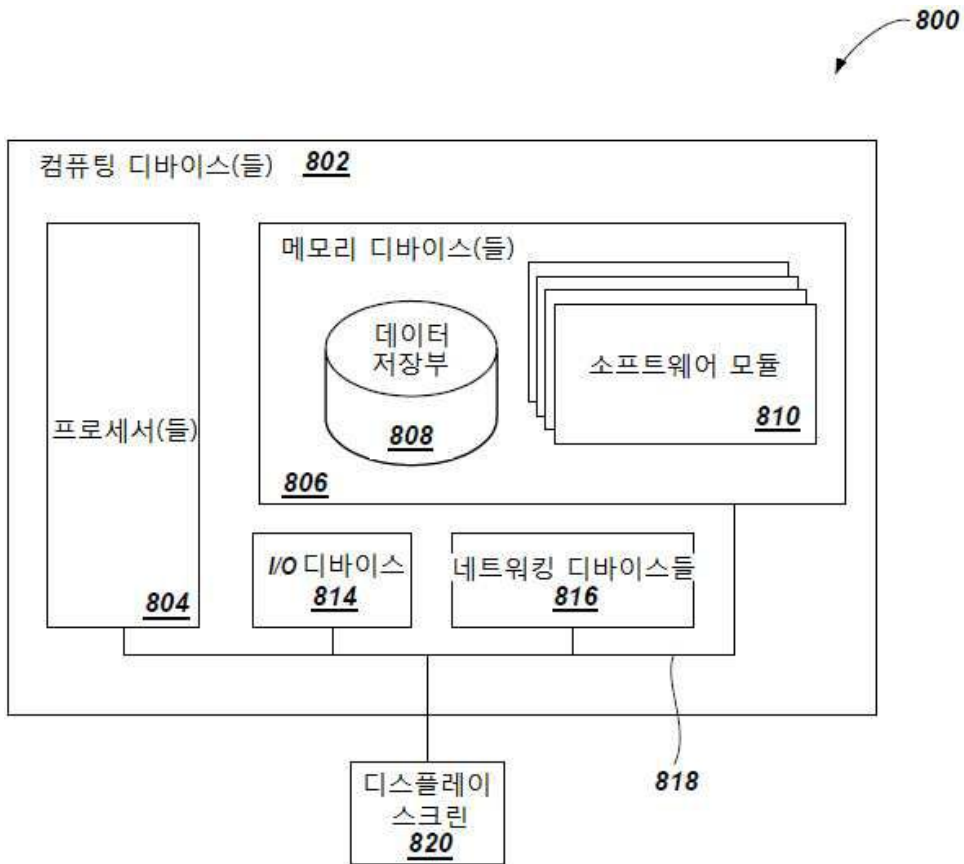 800
컴퓨팅 디바이스(들) 802
메모리 디바이스(들)
데이터
저장부
808
소프트웨어 모듈
810
806
프로세서(들)
804
I/O 디바이스
814
네트워킹 디바이스들
816
818
디스플레이
스크린
820